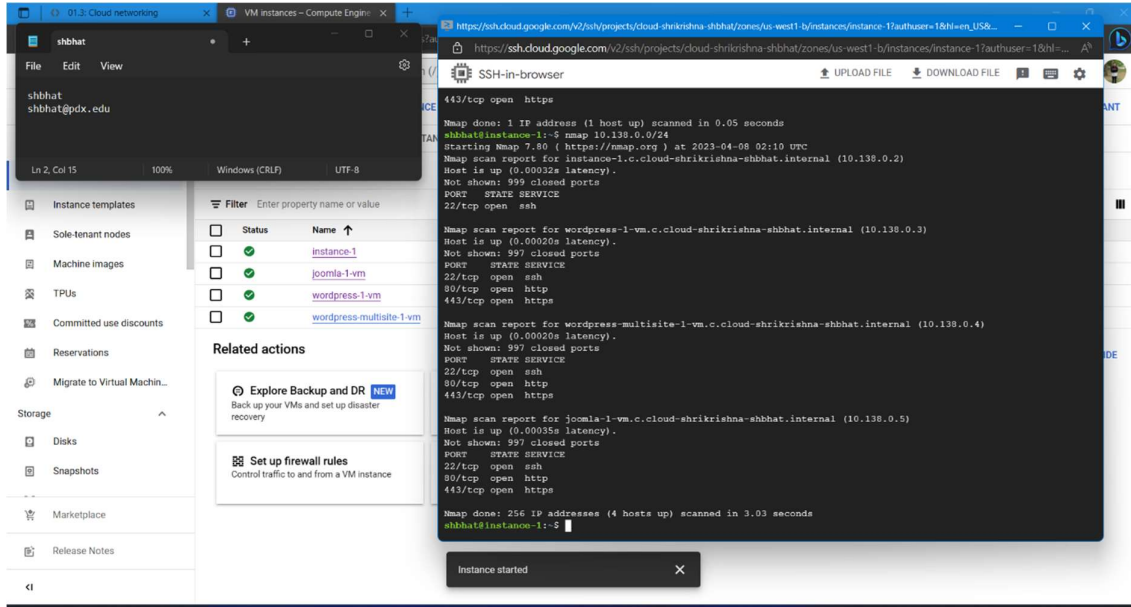 01.3: Cloud networking
VM instances – Compute Engine
shbhat
File Edit View
shbhat
shbhat@pdx.edu
Ln 2, Col 15 100% Windows (CRLF) UTF-8
Instance templates
Sole-tenant nodes
Machine images
TPUs
Committed use discounts
Reservations
Migrate to Virtual Machin...
Storage
Disks
Snapshots
Marketplace
Release Notes
Filter Enter property name or value
Status Name
instance-1
joomla-1-vm
wordpress-1-vm
wordpress-multisite-1-vm
Related actions
Explore Backup and DR NEW
Back up your VMs and set up disaster
recovery
Set up firewall rules
Control traffic to and from a VM instance
https://ssh.cloud.google.com/v2/ssh/projects/cloud-shrikrishna-shbhat/zones/us-west1-b/instances/instance-1?authuser=1&hl=en_US&...
https://ssh.cloud.google.com/v2/ssh/projects/cloud-shrikrishna-shbhat/zones/us-west1-b/instances/instance-1?authuser=1&hl=...
SSH-in-browser
UPLOAD FILE DOWNLOAD FILE
443/tcp open https
Nmap done: 1 IP address (1 host up) scanned in 0.05 seconds
shbhat@instance-1:~$ nmap 10.138.0.0/24
Starting Nmap 7.80 ( https://nmap.org ) at 2023-04-08 02:10 UTC
Nmap scan report for instance-1.c.cloud-shrikrishna-shbhat.internal (10.138.0.2)
Host is up (0.00032s latency).
Not shown: 999 closed ports
PORT STATE SERVICE
22/tcp open ssh
Nmap scan report for wordpress-1-vm.c.cloud-shrikrishna-shbhat.internal (10.138.0.3)
Host is up (0.00020s latency).
Not shown: 997 closed ports
PORT STATE SERVICE
22/tcp open ssh
80/tcp open http
443/tcp open https
Nmap scan report for wordpress-multisite-1-vm.c.cloud-shrikrishna-shbhat.internal (10.138.0.4)
Host is up (0.00020s latency).
Not shown: 997 closed ports
PORT STATE SERVICE
22/tcp open ssh
80/tcp open http
443/tcp open https
Nmap scan report for joomla-1-vm.c.cloud-shrikrishna-shbhat.internal (10.138.0.5)
Host is up (0.00035s latency).
Not shown: 997 closed ports
PORT STATE SERVICE
22/tcp open ssh
80/tcp open http
443/tcp open https
Nmap done: 256 IP addresses (4 hosts up) scanned in 3.03 seconds
shbhat@instance-1:~$
Instance started